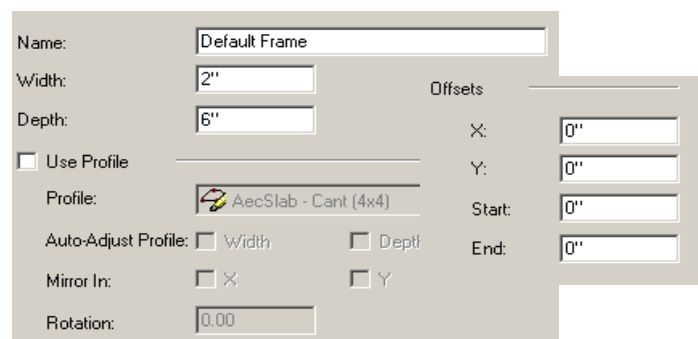 Name: Default Frame
Width: 2"
Depth: 6"
Use Profile
Profile: AecSlab - Cant (4x4)
Auto-Adjust Profile: Width Depth
Mirror In: X Y
Rotation: 0.00
Offsets
X: 0"
Y: 0"
Start: 0"
End: 0"